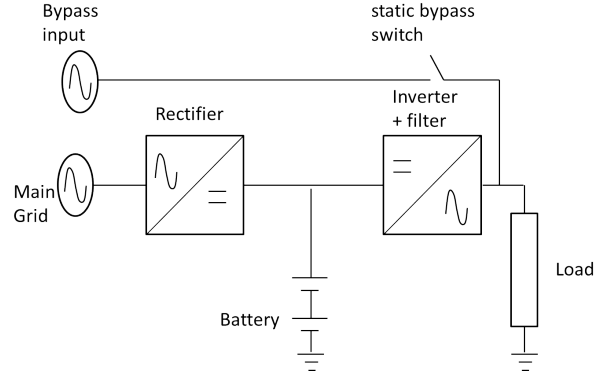 Bypass
input
static bypass
switch
Inverter
+ filter
Rectifier
Main
Grid
Load
Battery